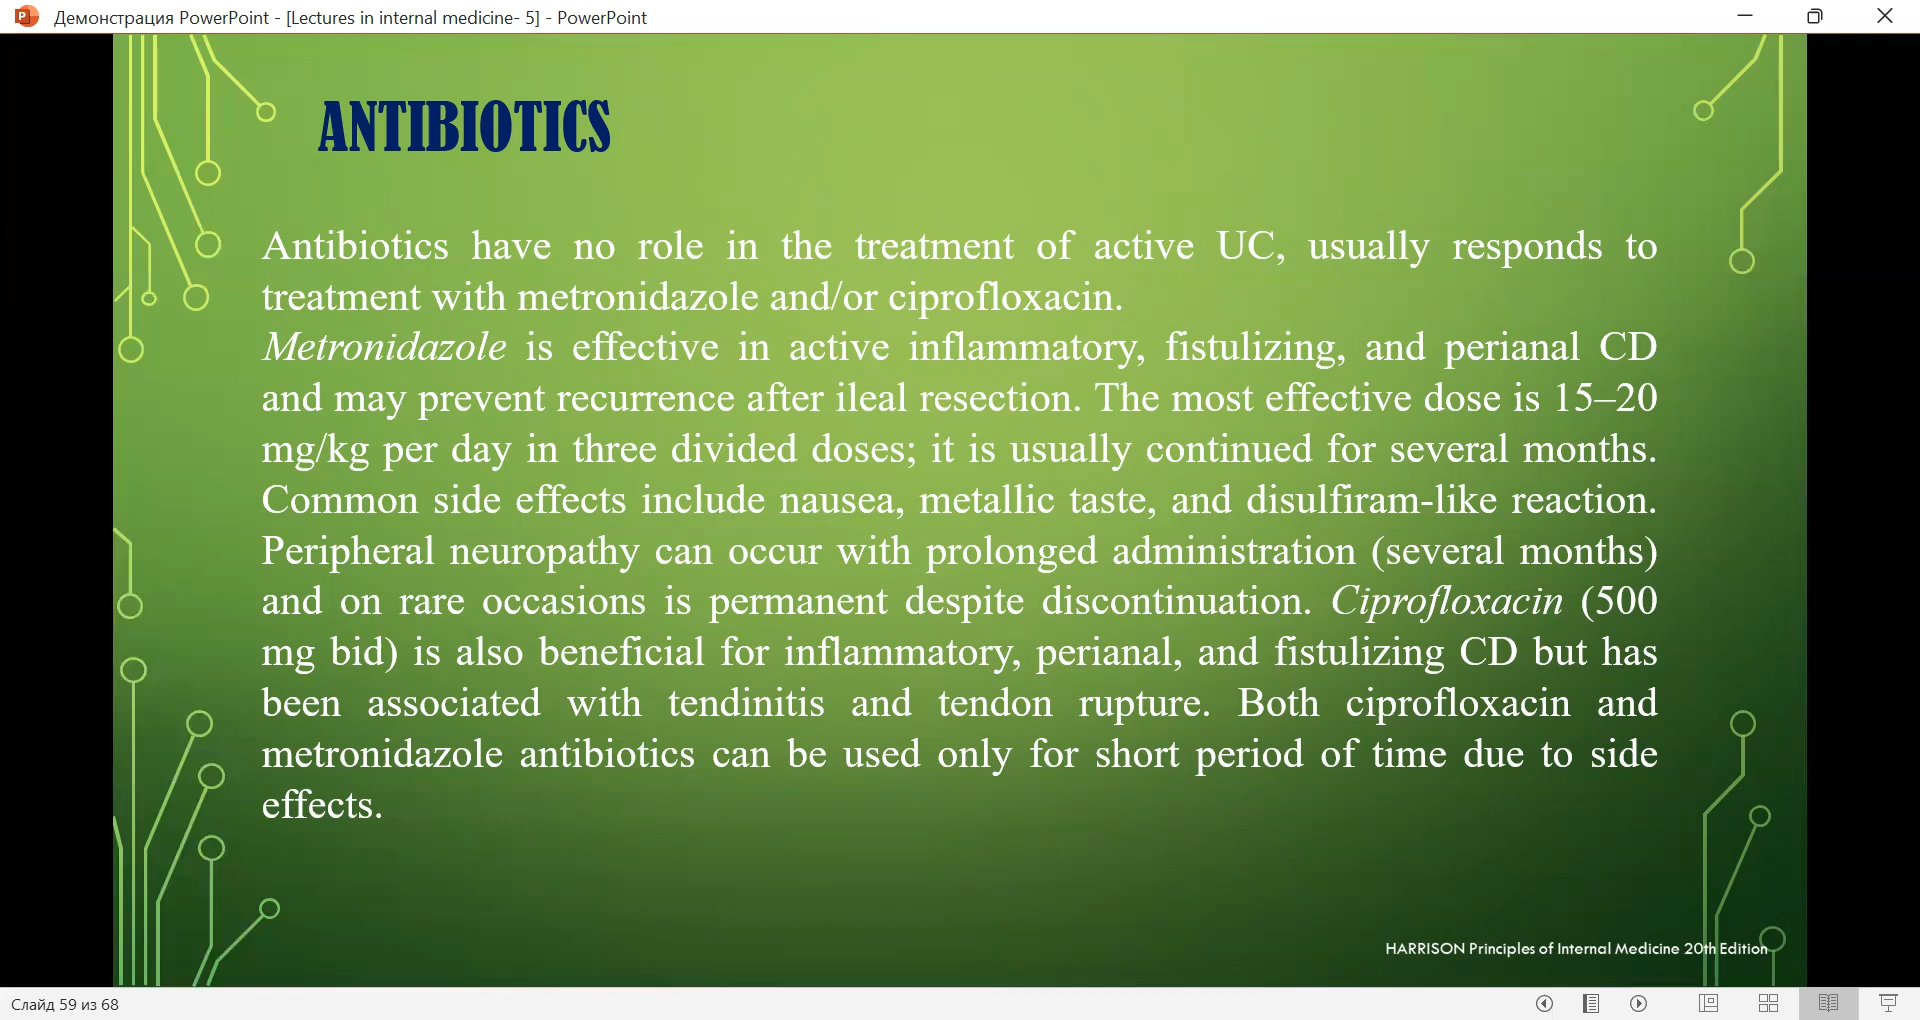 Демонстрация PowerPoint - [Lectures in internal medicine- 5] - PowerPoint
ANTIBIOTICS
Antibiotics have no role in the treatment of active UC, usually responds to
treatment with metronidazole and/or ciprofloxacin.
Metronidazole is effective in active inflammatory, fistulizing, and perianal CD
and may prevent recurrence after ileal resection. The most effective dose is 15–20
mg/kg per day in three divided doses; it is usually continued for several months.
Common side effects include nausea, metallic taste, and disulfiram-like reaction.
Peripheral neuropathy can occur with prolonged administration (several months)
and on rare occasions is permanent despite discontinuation. Ciprofloxacin (500
mg bid) is also beneficial for inflammatory, perianal, and fistulizing CD but has
been associated with tendinitis and tendon rupture. Both ciprofloxacin and
metronidazole antibiotics can be used only for short period of time due to side
effects.
HARRISON Principles of Internal Medicine 20th Edition
Слайд 59 из 68